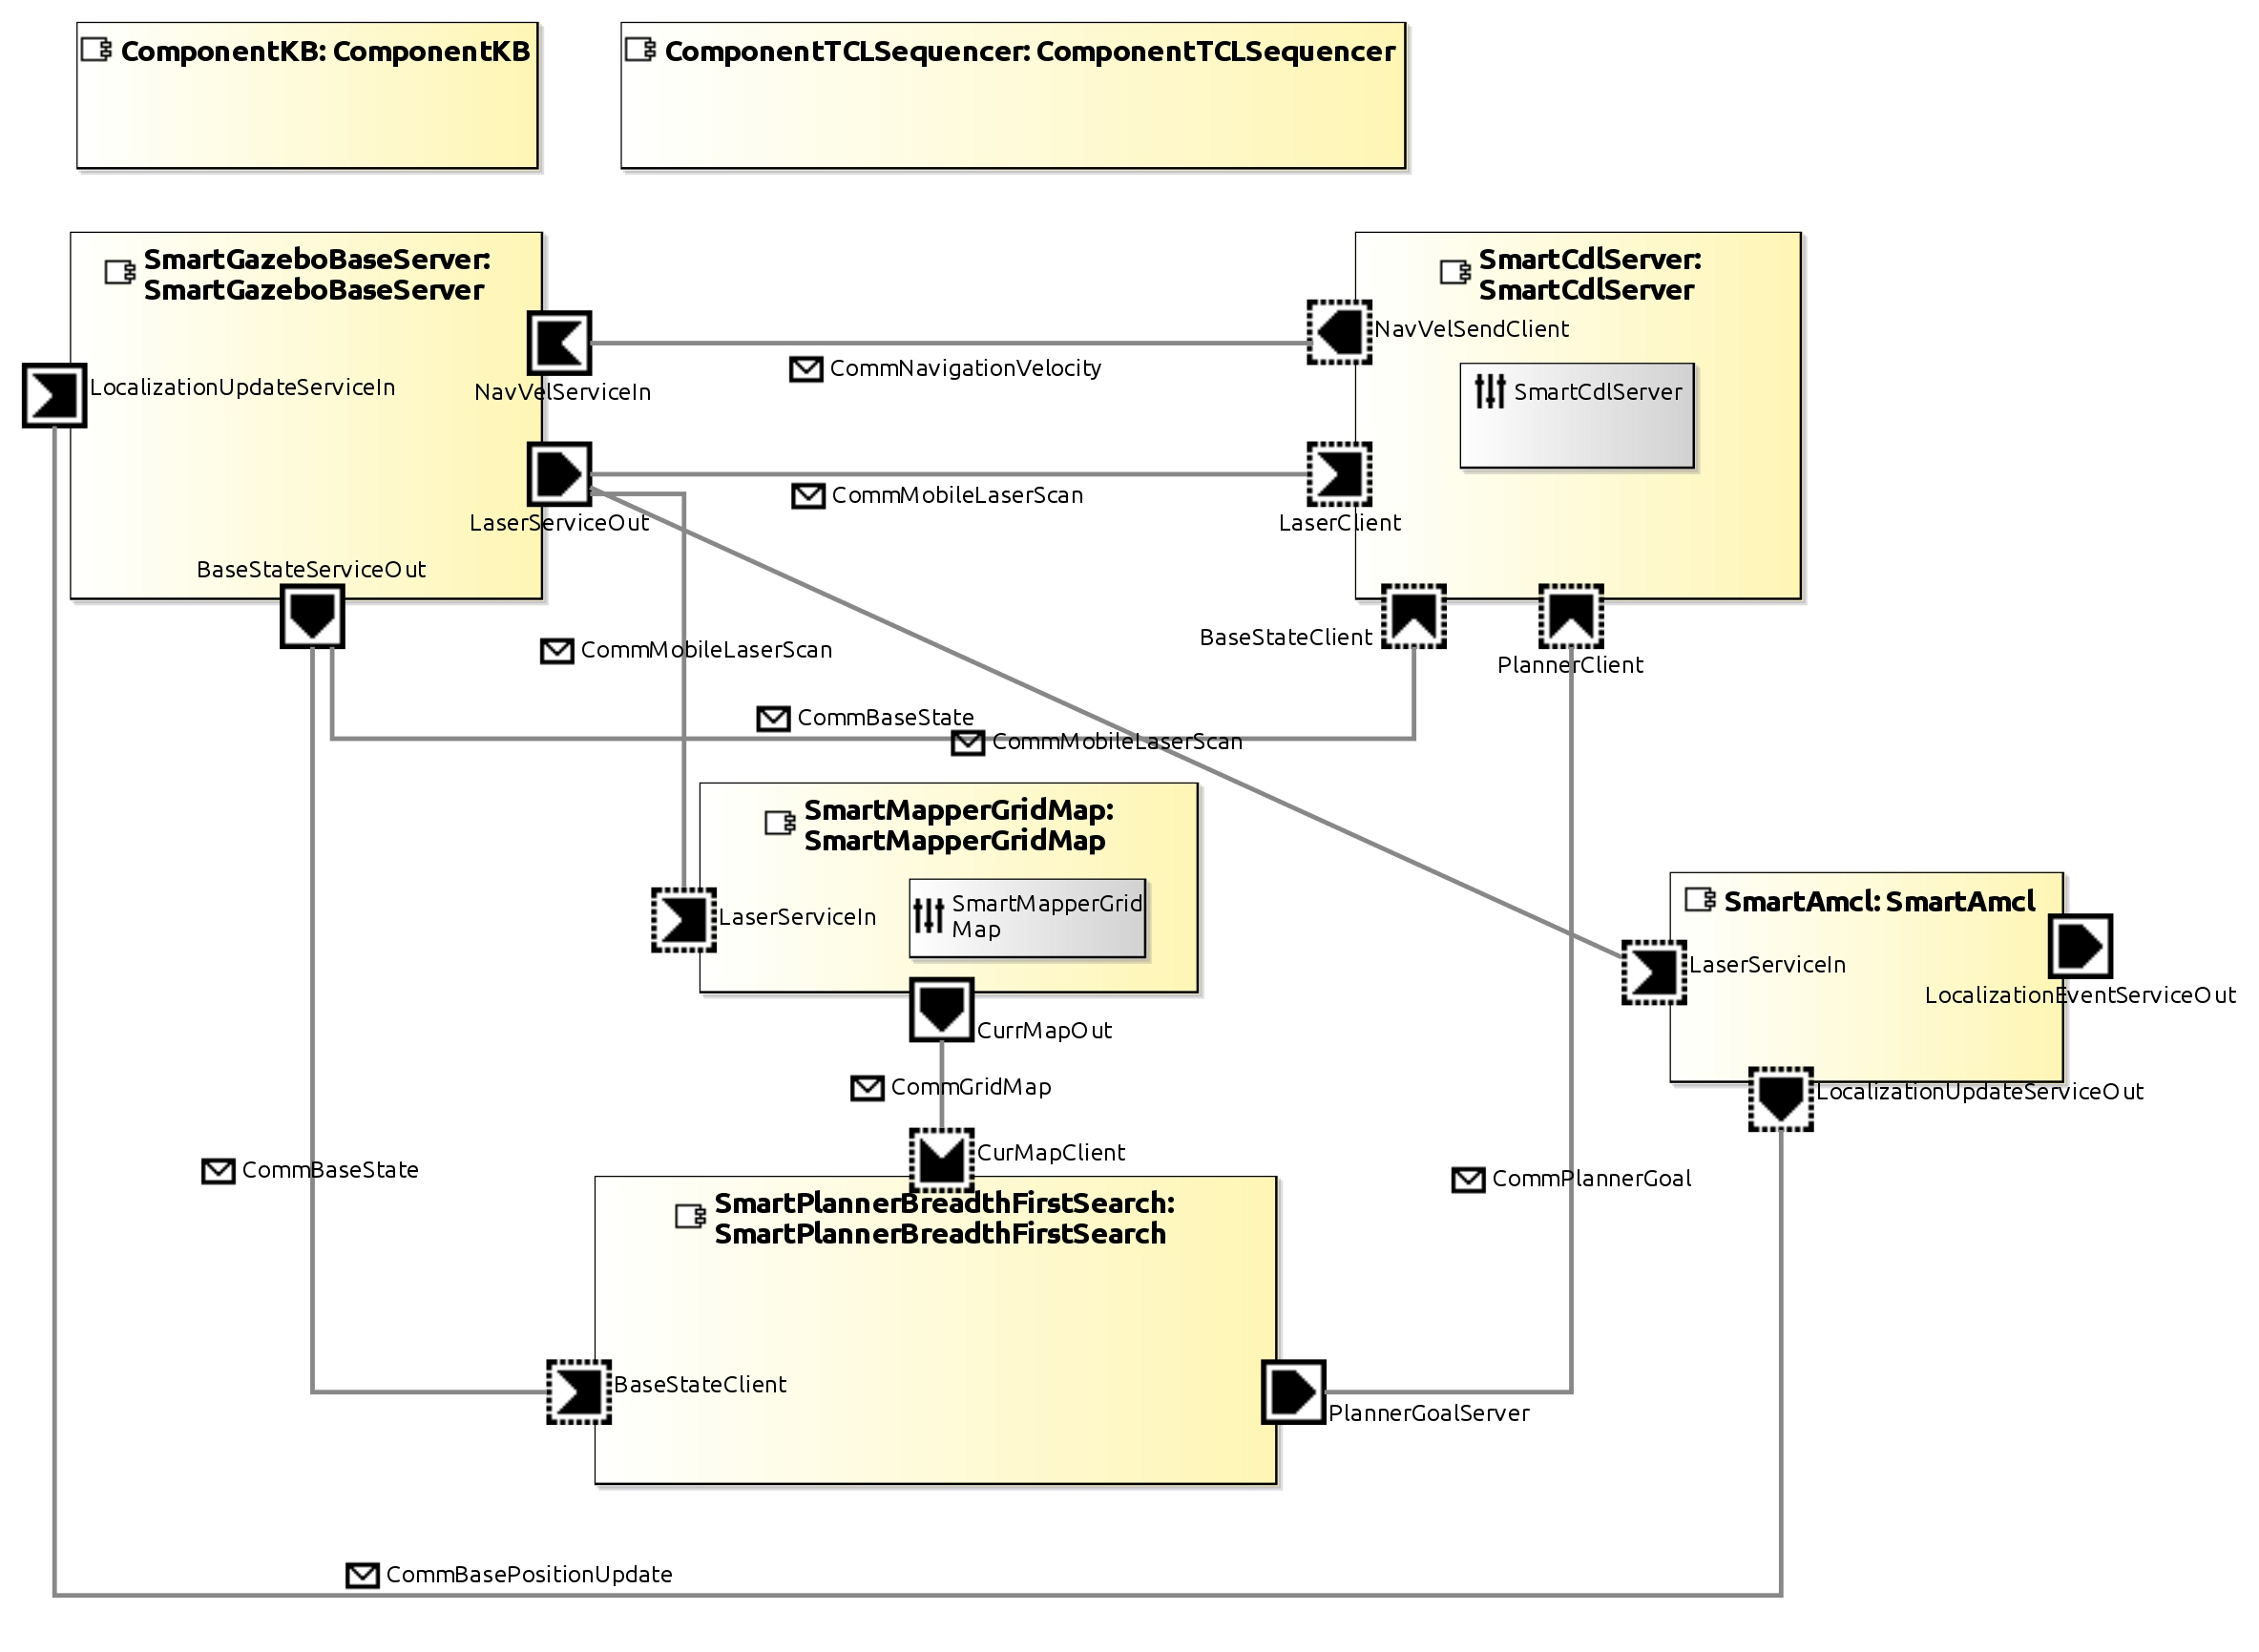 ComponentKB: ComponentKB
ComponentTCLSequencer: ComponentTCLSequencer
SmartGazeboBaseServer:
SmartGazeboBaseServer
LocalizationUpdateServiceIn
NavVelServiceIn
LaserServiceOut
BaseStateServiceOut
CommNavigationVelocity
CommMobileLaserScan
SmartCdlServer:
SmartCdlServer
NavVelSendClient
SmartCdlServer
LaserClient
BaseStateClient
PlannerClient
CommMobileLaserScan
CommBaseState
CommMobileLaserScan
SmartMapperGridMap:
SmartMapperGridMap
LaserServiceIn
SmartMapperGrid
Map
CurrMapOut
SmartAmcl: SmartAmcl
LaserServiceIn
LocalizationEventServiceOut
LocalizationUpdateServiceOut
CommGridMap
CurMapClient
CommBaseState
CommPlannerGoal
SmartPlannerBreadthFirstSearch:
SmartPlannerBreadthFirstSearch
BaseStateClient
PlannerGoalServer
CommBasePositionUpdate